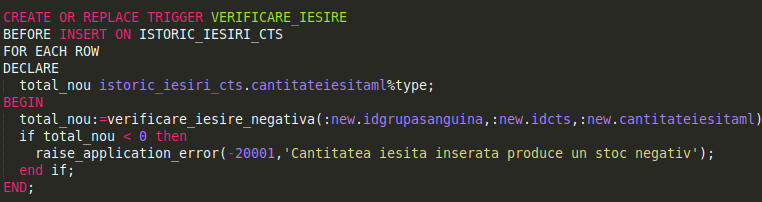 CREATE OR REPLACE TRIGGER VERIFICARE_IESIRE
BEFORE INSERT ON ISTORIC_IESIRI_CTS
FOR EACH ROW
DECLARE
  total_nou istoric_iesiri_cts.cantitateiesitaml%type;
BEGIN
  total_nou:=verificare_iesire_negativa(:new.idgrupasanguina,:new.idcts,:new.cantitateiesitaml)
  if total_nou < 0 then
    raise_application_error(-20001,'Cantitatea iesita inserata produce un stoc negativ');
  end if;
END;